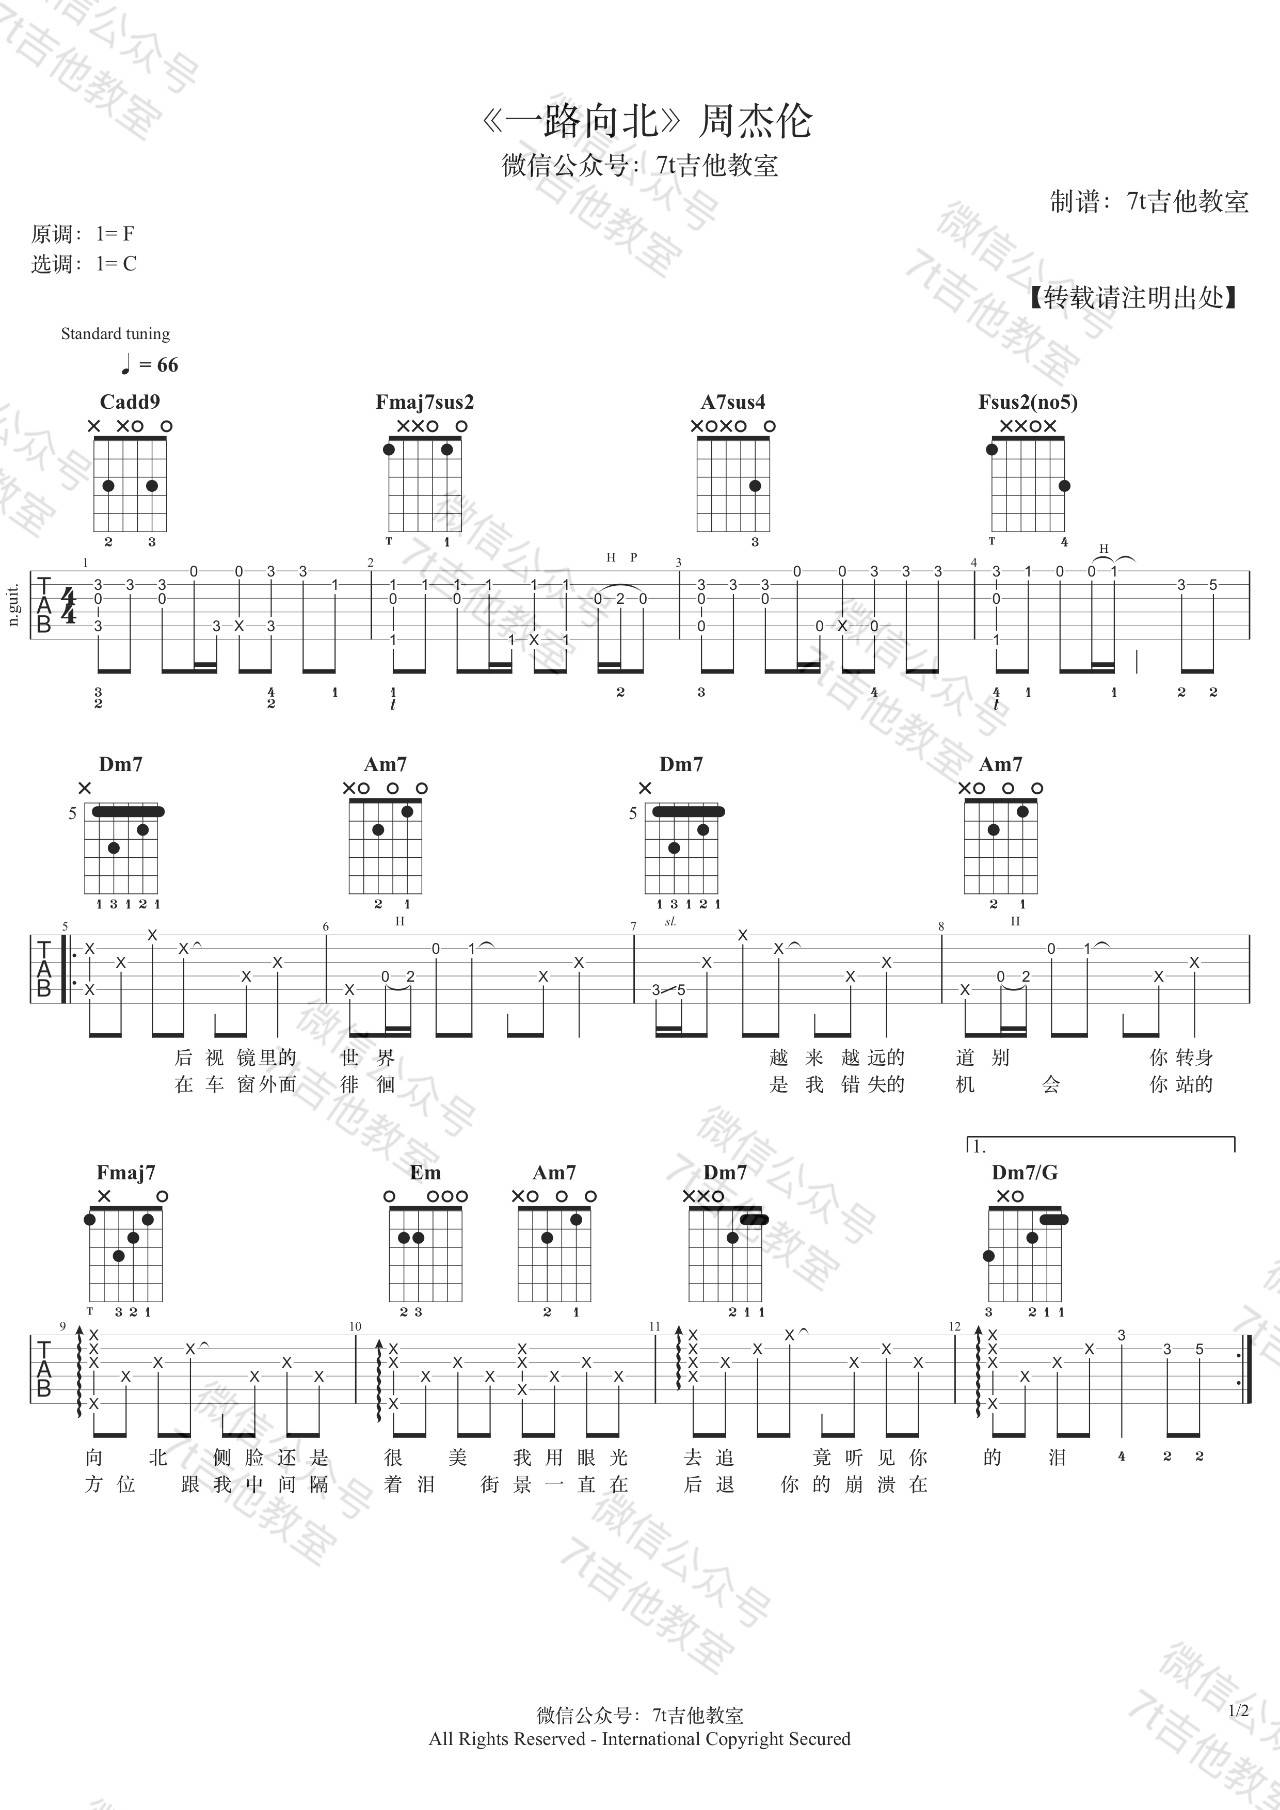 《一路向北》周杰伦
微信公众号：7t吉他教室
制谱：7t吉他教室
原调：1= F
选调：1= C
【转载请注明出处】
Standard tuning
♩= 66
Cadd9 Fmaj7sus2 A7sus4 Fsus2(no5)
n.guit.
Dm7 Am7 Dm7 Am7
后 视 镜里的 世 界 越 来 越 远的 道 别 你 转身
在 车 窗外面 徘 徊 是 我 错 失的 机 会 你 站的
1.
Fmaj7 Em Am7 Dm7 Dm7/G
向 北 侧 脸 还 是 很 美 我 用 眼 光 去 追 竟 听 见 你 的 泪
方 位 跟 我 中 间 隔 着 泪 街 景 一 直 在 后 退 你 的 崩 溃 在
1/2
微信公众号：7t吉他教室
All Rights Reserved - International Copyright Secured